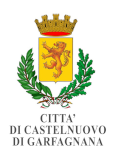 CITTA'
DI CASTELNUOVO
DI GARFAGNANA